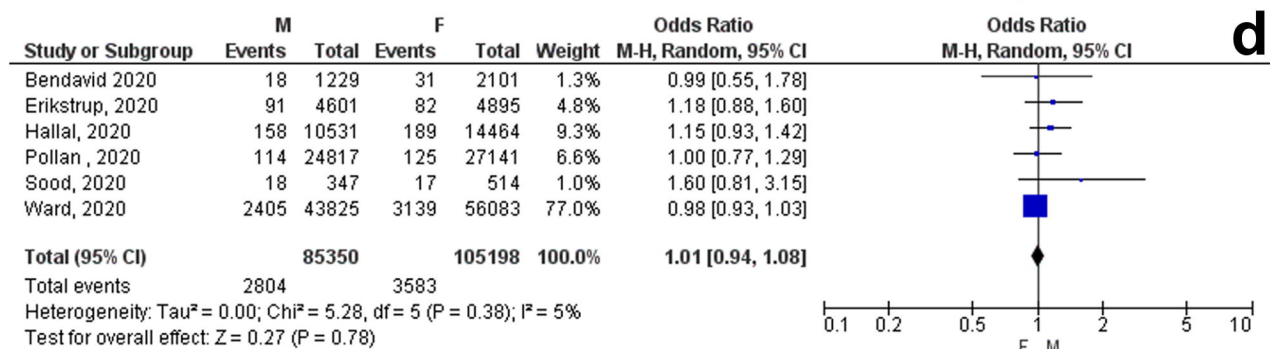 M F Odds Ratio Odds Ratio d
Study or Subgroup Events Total Events Total Weight M-H, Random, 95% CI M-H, Random, 95% CI
Bendavid 2020 18 1229 31 2101 1.3% 0.99 [0.55, 1.78]
Erikstrup, 2020 91 4601 82 4895 4.8% 1.18 [0.88, 1.60]
Hallal, 2020 158 10531 189 14464 9.3% 1.15 [0.93, 1.42]
Pollan , 2020 114 24817 125 27141 6.6% 1.00 [0.77, 1.29]
Sood, 2020 18 347 17 514 1.0% 1.60 [0.81, 3.15]
Ward, 2020 2405 43825 3139 56083 77.0% 0.98 [0.93, 1.03]
Total (95% CI) 85350 105198 100.0% 1.01 [0.94, 1.08]
Total events 2804 3583
Heterogeneity: Tau² = 0.00; Chi² = 5.28, df = 5 (P = 0.38); I² = 5%
Test for overall effect: Z = 0.27 (P = 0.78)
0.1 0.2 0.5 1 2 5 10
F M